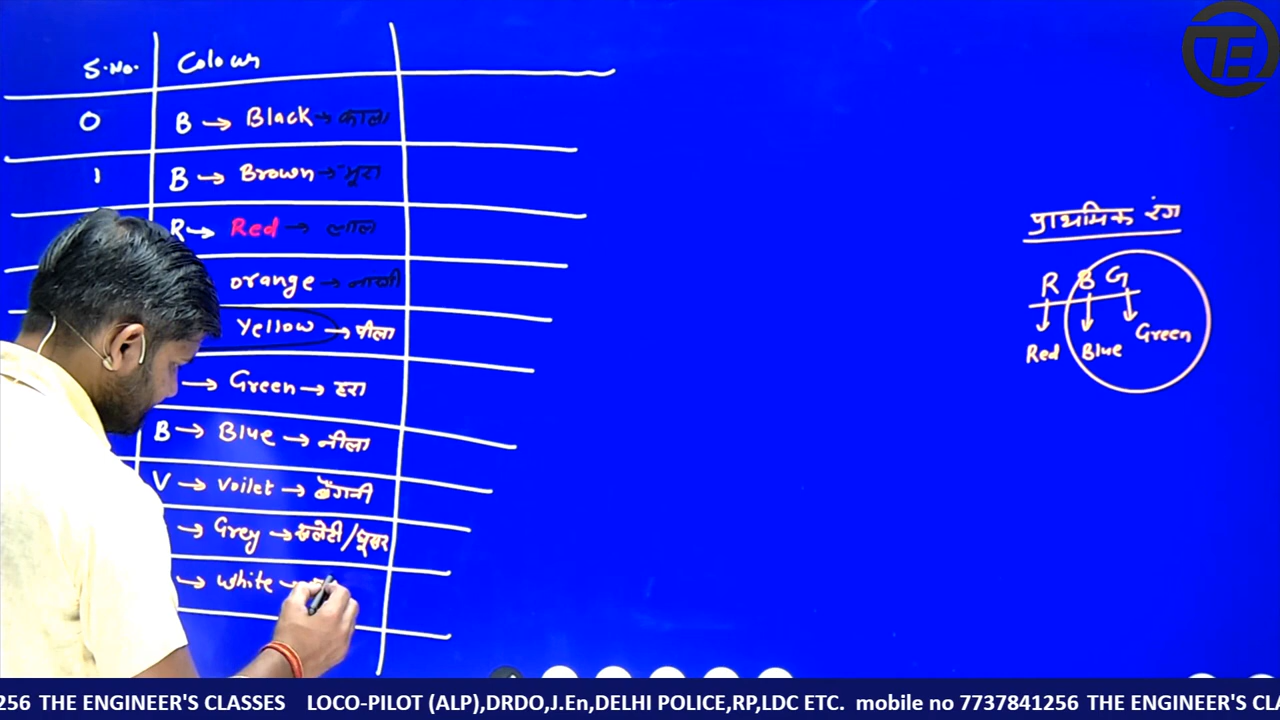 S.No. Colour
0 B → Black → काला
1 B → Brown → भूरा
R → Red → लाल
orange → नारंगी
Yellow → पीला
→ Green → हरा
B → Blue → नीला
V → Voilet → बैंगनी
→ Grey → सलेटी/धूसर
→ White →
प्राथमिक रंग
R B G
Red Blue Green
TE
256 THE ENGINEER'S CLASSES LOCO-PILOT (ALP),DRDO,J.En,DELHI POLICE,RP,LDC ETC. mobile no 7737841256 THE ENGINEER'S CLA